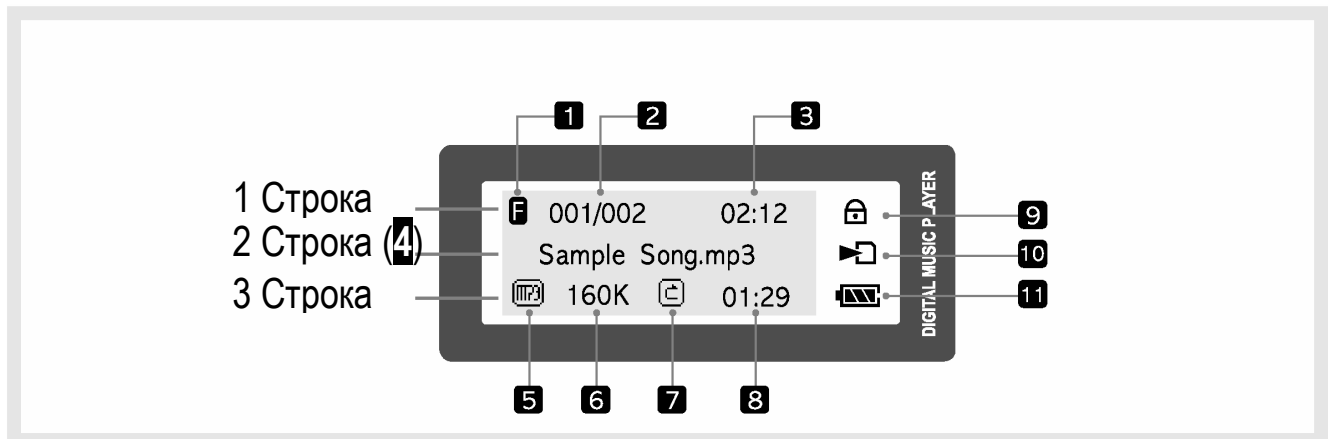 1 2 3
1 Строка F 001/002 02:12 9
2 Строка (4) Sample Song.mp3 10
3 Строка mp3 160K 01:29 11
5 6 7 8
DIGITAL MUSIC PLAYER